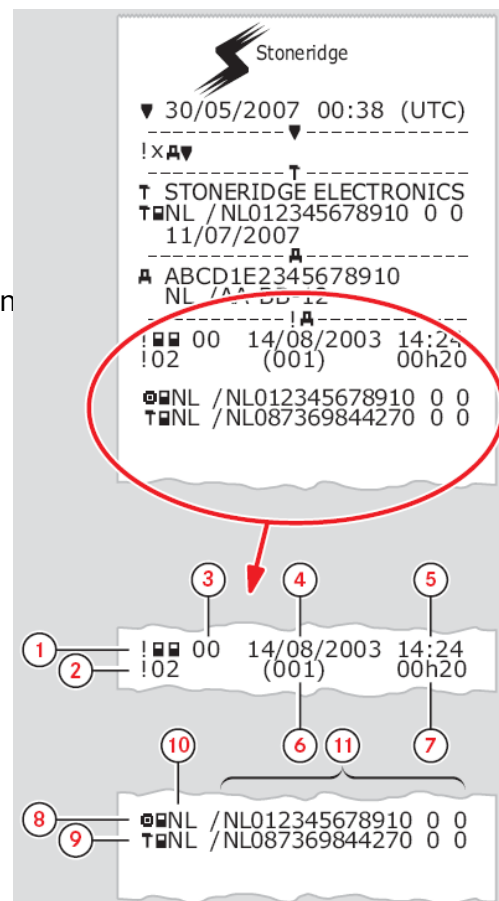 Stoneridge
▼ 30/05/2007 00:38 (UTC)
!x▼
STONERIDGE ELECTRONICS
NL /NL012345678910 0 0
11/07/2007
ABCD1E2345678910
NL /AA-BB-12
n
! 00 14/08/2003 14:24
!02 (001) 00h20
NL /NL012345678910 0 0
NL /NL087369844270 0 0
3 4 5
1 ! 00 14/08/2003 14:24
2 !02 (001) 00h20
10 6 11 7
8 NL /NL012345678910 0 0
9 NL /NL087369844270 0 0